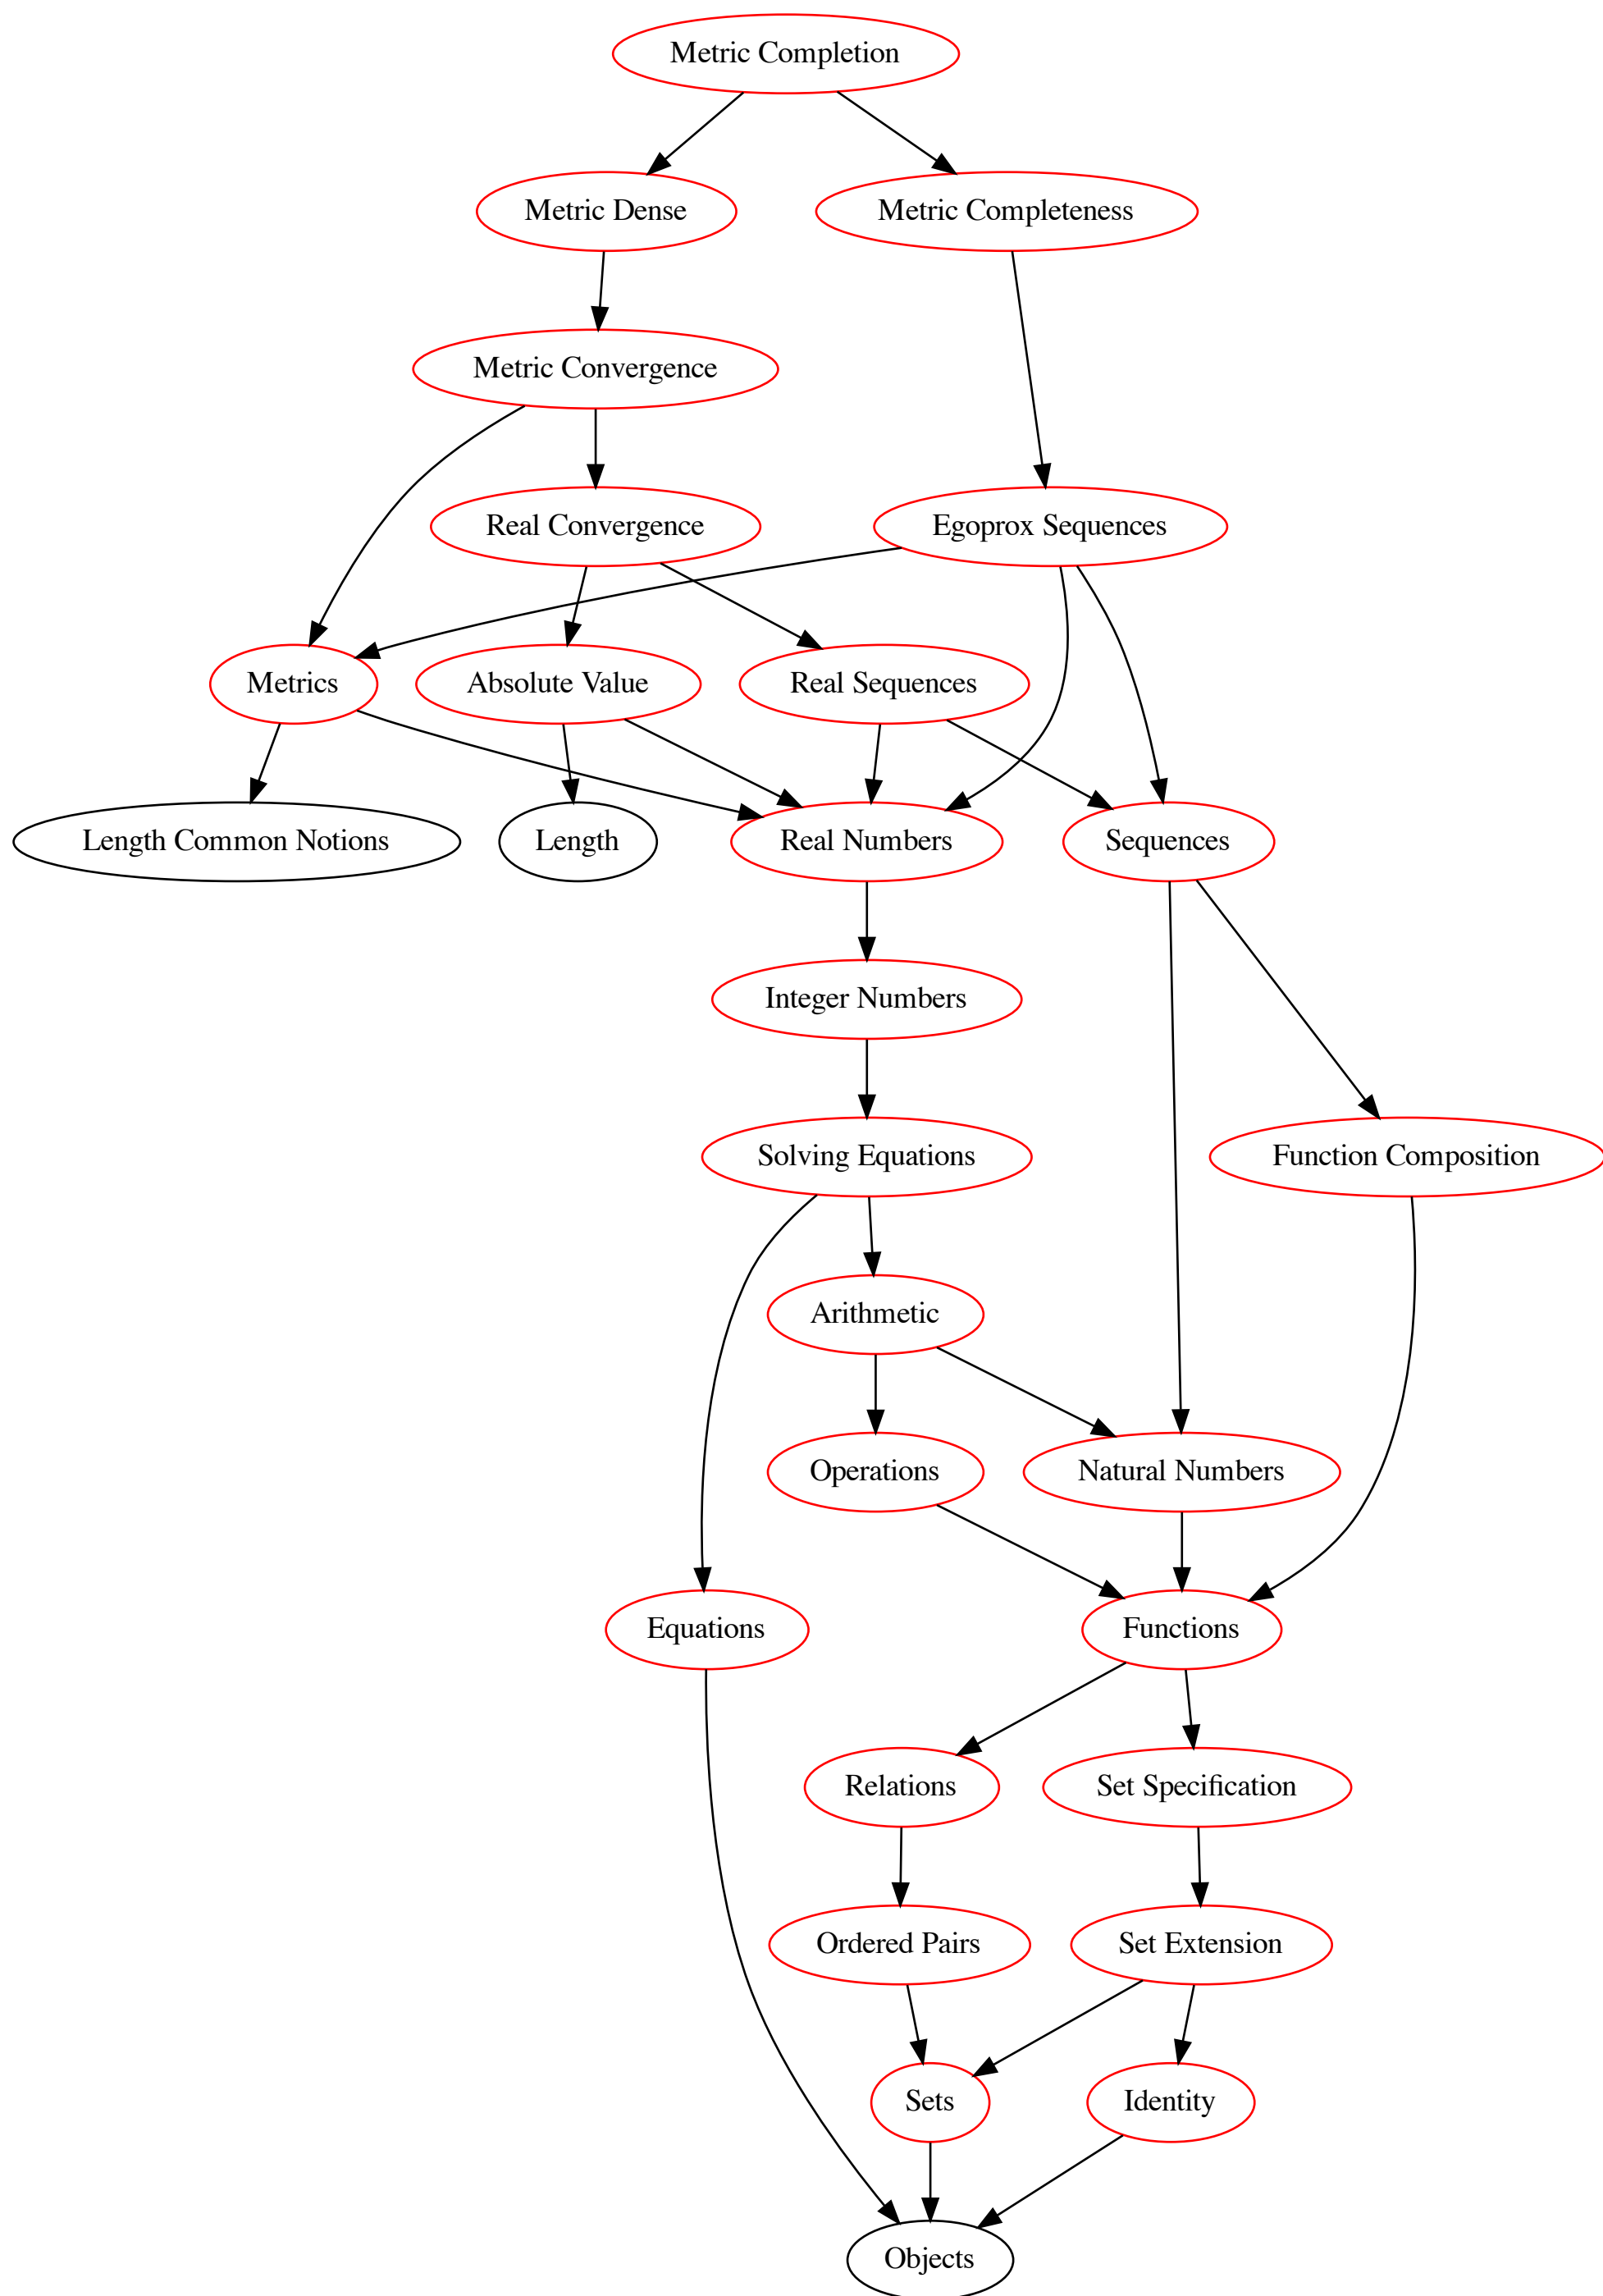 Metric Completion
Metric Dense
Metric Completeness
Metric Convergence
Real Convergence
Egoprox Sequences
Metrics
Absolute Value
Real Sequences
Length Common Notions
Length
Real Numbers
Sequences
Integer Numbers
Solving Equations
Function Composition
Arithmetic
Operations
Natural Numbers
Equations
Functions
Relations
Set Specification
Ordered Pairs
Set Extension
Sets
Identity
Objects